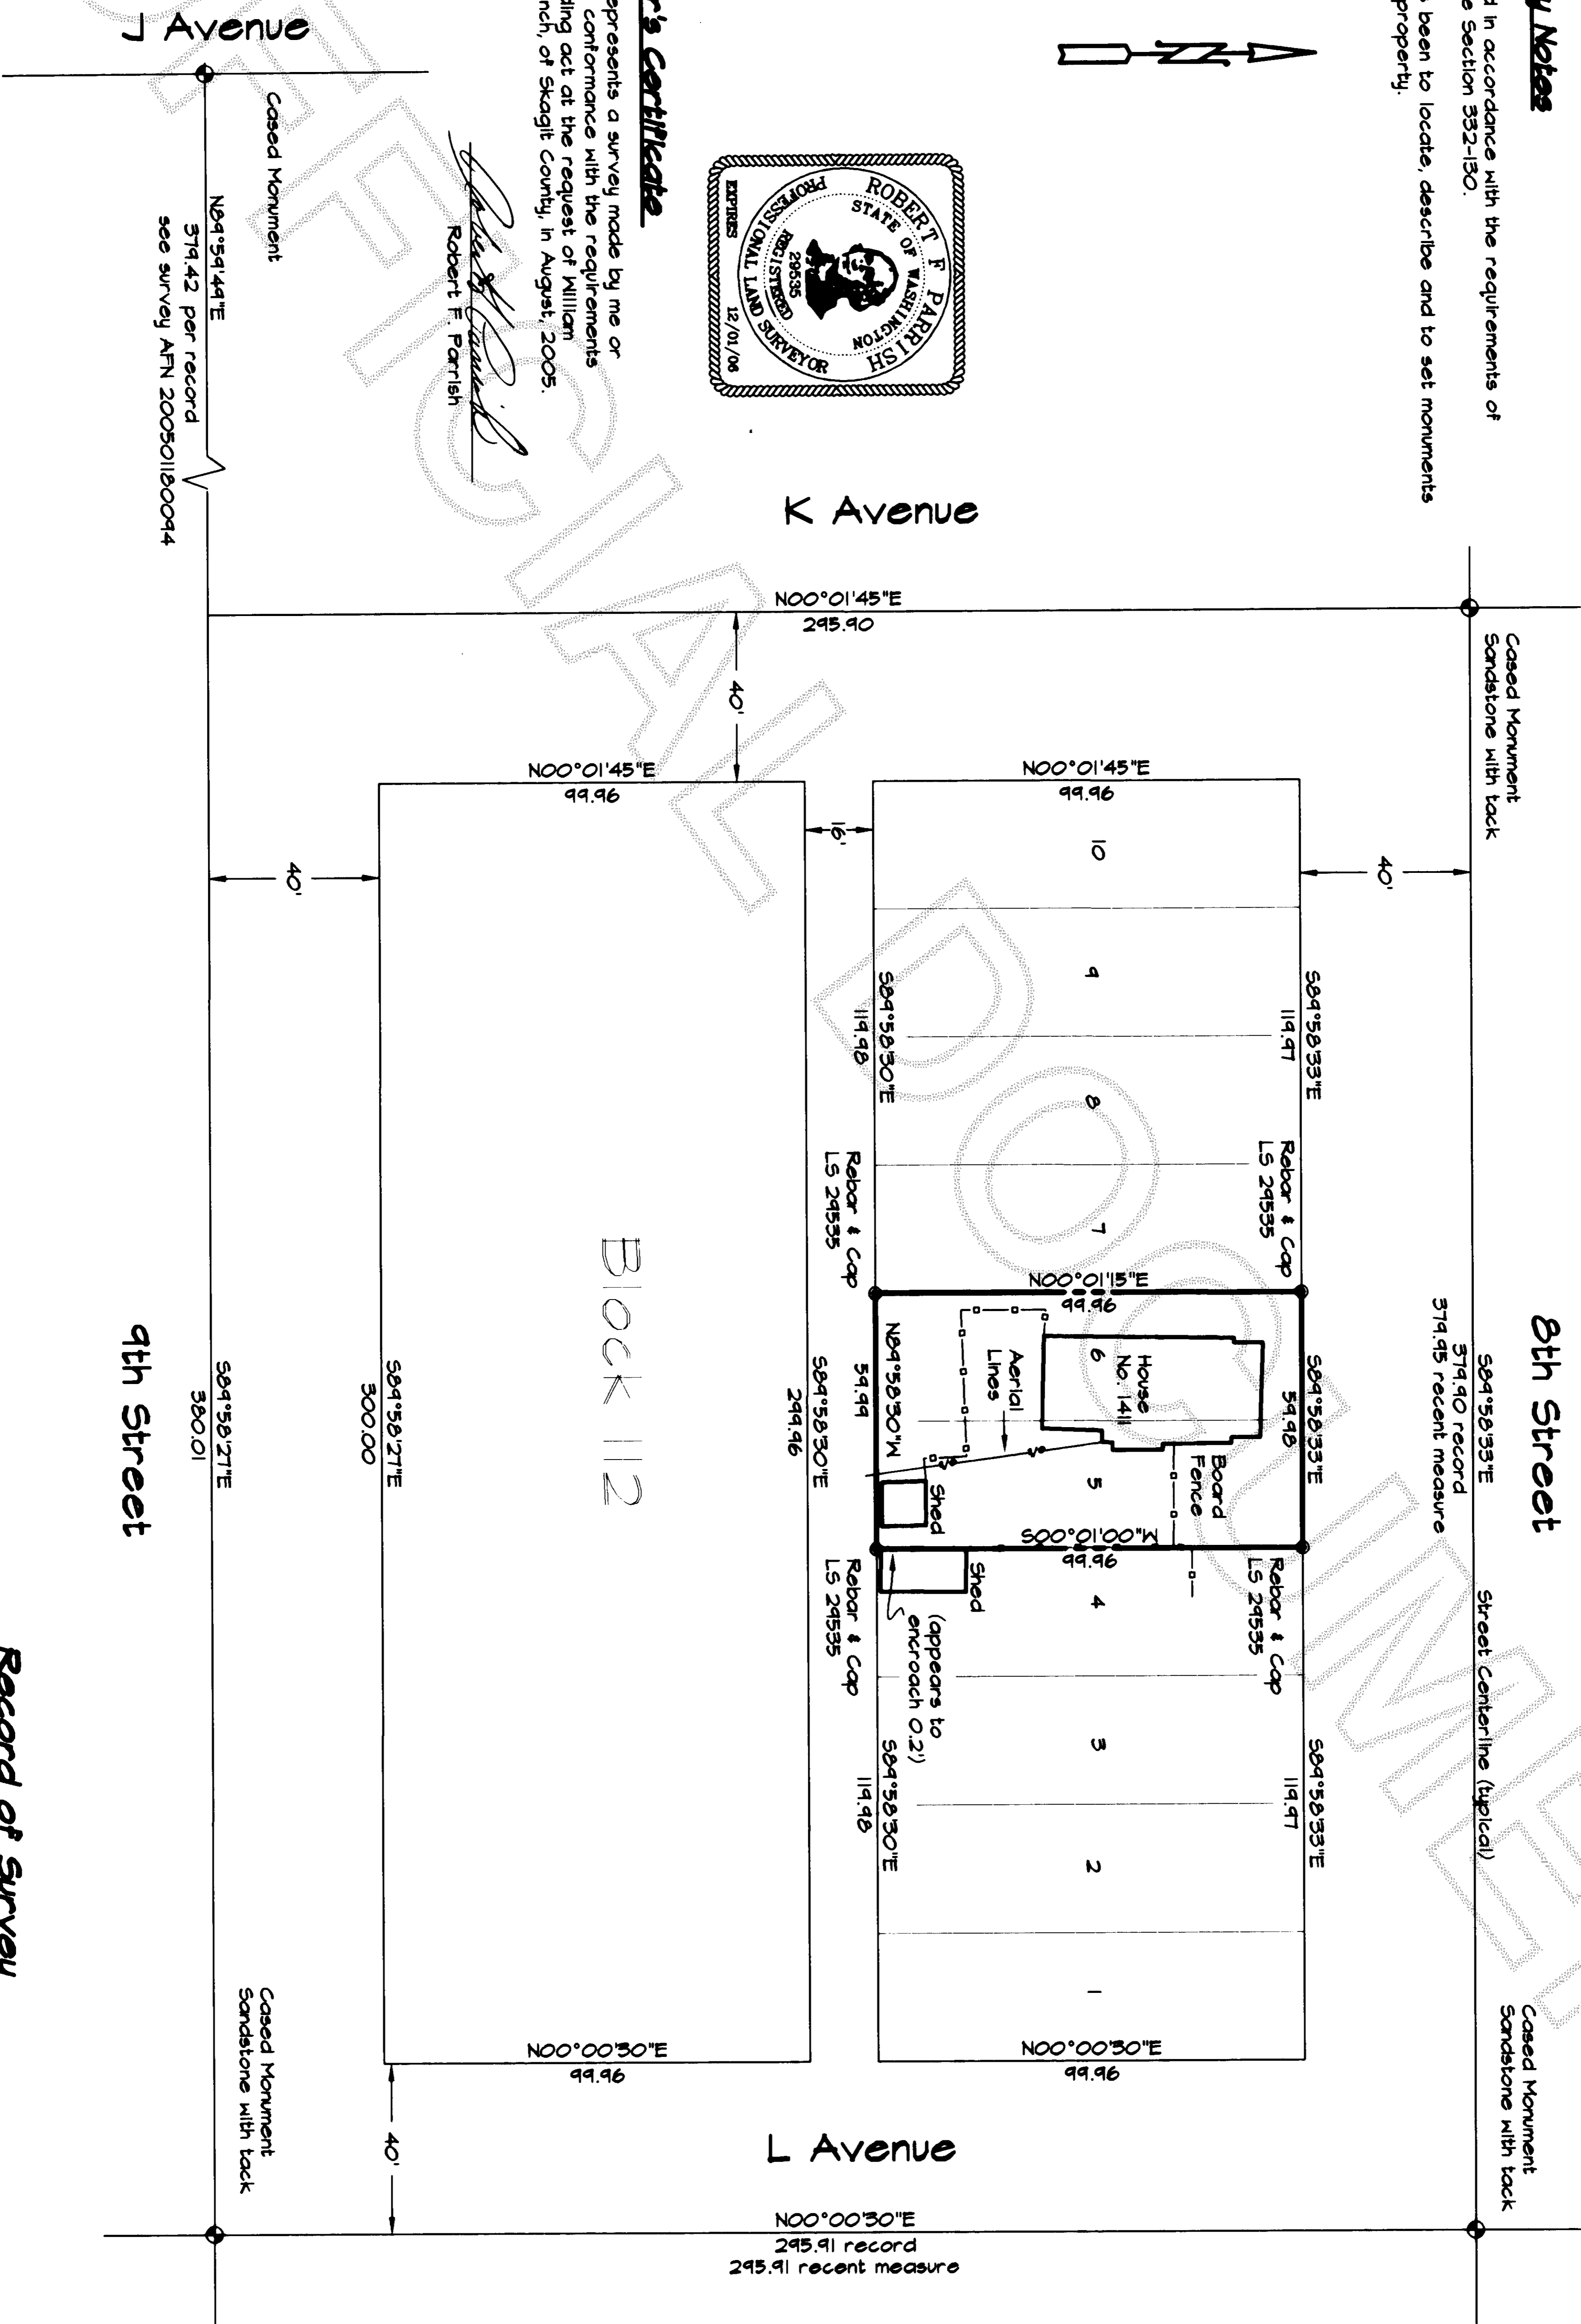 y Notes
d in accordance with the requirements of
e Section 332-130.
s been to locate, describe and to set monuments
property.
r's Certificate
epresents a survey made by me or
conformance with the requirements
ding act at the request of William
nch, of Skagit County, in August, 2005.
Robert F. Parrish
ROBERT F PARRISH
STATE OF WASHINGTON
29535
REGISTERED
PROFESSIONAL LAND SURVEYOR
EXPIRES 12/01/06
J Avenue
Cased Monument
N89°59'49"E
379.42 per record
see survey AFN 200501180094
K Avenue
N00°01'45"E
295.90
40'
Cased Monument
Sandstone with tack
8th Street
S89°58'33"E
379.90 record
379.95 recent measure
Street Centerline (typical)
Cased Monument
Sandstone with tack
40'
N00°01'45"E
99.96
S89°58'33"E
119.97
Rebar & Cap
LS 29535
S89°58'33"E
59.98
Rebar & Cap
LS 29535
S89°58'33"E
119.97
10
9
8
7
6
5
4
3
2
1
N00°01'15"E
99.96
House
No. 1411
Board
Fence
Aerial
Lines
Shed
S00°01'00"W
99.96
Shed
(appears to
encroach 0.2')
N89°58'30"W
59.99
S89°58'30"E
119.98
Rebar & Cap
LS 29535
Rebar & Cap
LS 29535
S89°58'30"E
119.98
N00°00'30"E
99.96
16'
N00°01'45"E
99.96
S89°58'30"E
299.96
Block 112
N00°00'30"E
99.96
S89°58'27"E
300.00
40'
40'
L Avenue
N00°00'30"E
295.91 record
295.91 recent measure
S89°58'27"E
380.01
9th Street
Cased Monument
Sandstone with tack
Record of Survey